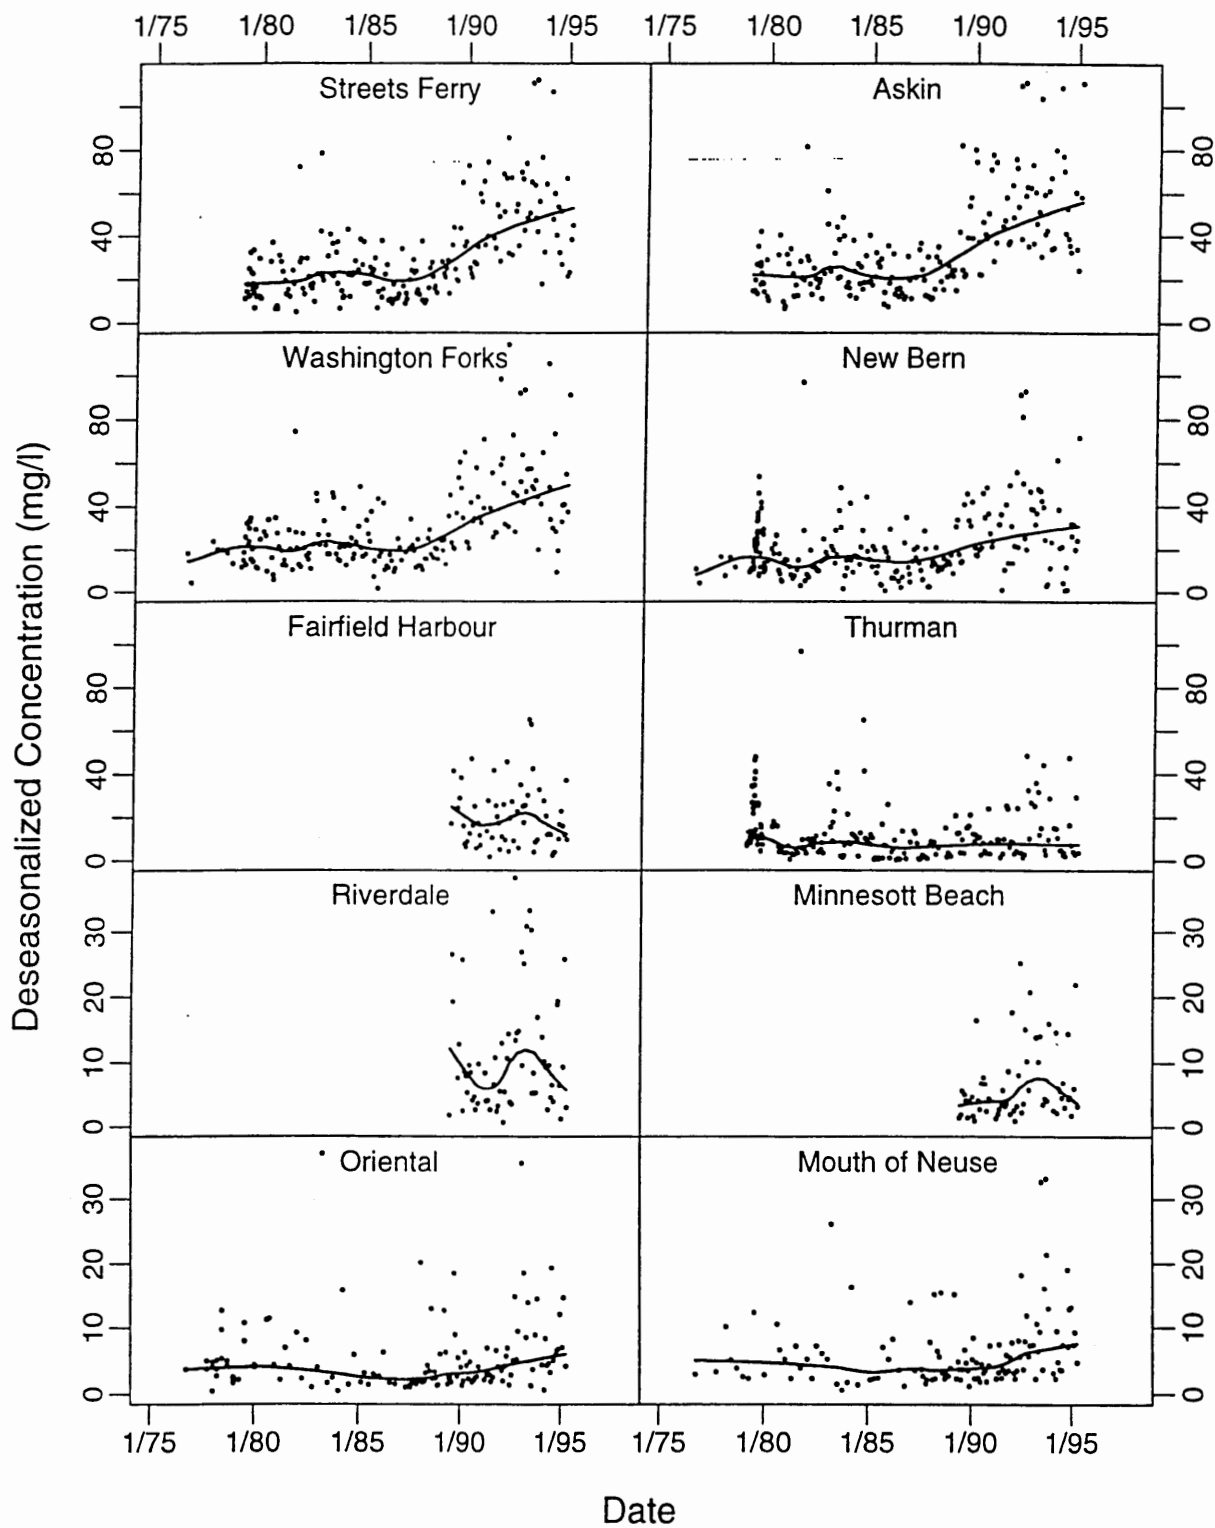 1/75 1/80 1/85 1/90 1/95 1/75 1/80 1/85 1/90 1/95
Streets Ferry Askin
80 80
40 40
0 0
Washington Forks New Bern
80 80
40 40
0 0
Fairfield Harbour Thurman
80 80
40 40
0 0
Riverdale Minnesott Beach
30 30
20 20
10 10
0 0
Oriental Mouth of Neuse
30 30
20 20
10 10
0 0
1/75 1/80 1/85 1/90 1/95 1/75 1/80 1/85 1/90 1/95
Deseasonalized Concentration (mg/l)
Date